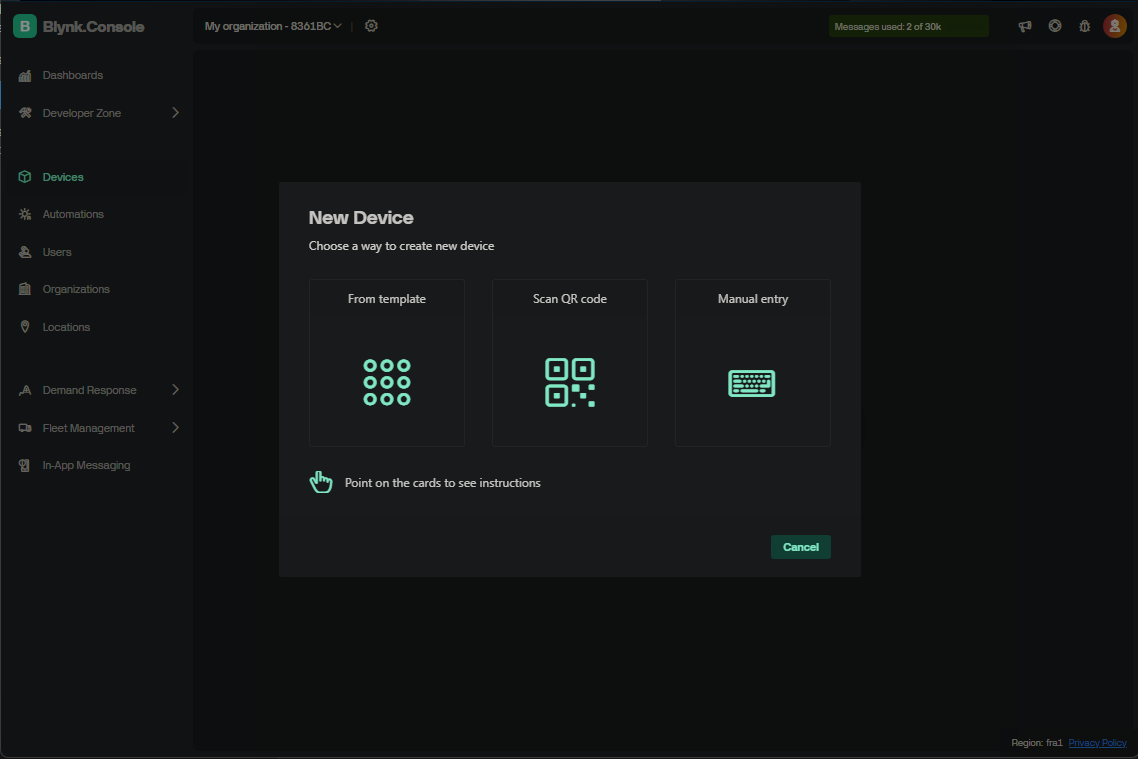 B Blynk.Console
My organization - 8361BC
Messages used: 2 of 30k
Dashboards
Developer Zone
Devices
Automations
Users
Organizations
Locations
Demand Response
Fleet Management
In-App Messaging
New Device
Choose a way to create new device
From template
Scan QR code
Manual entry
Point on the cards to see instructions
Cancel
Region: fra1 Privacy Policy